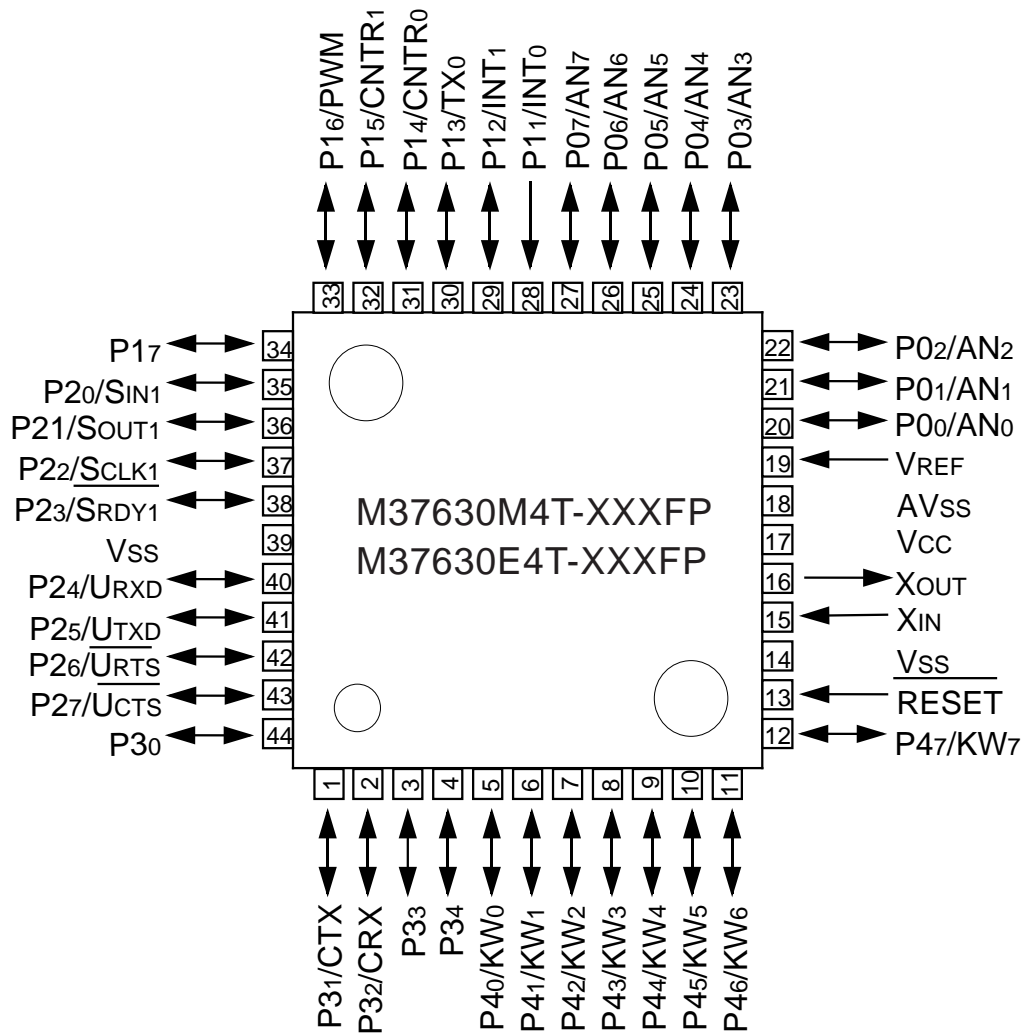 P16/PWM
P15/CNTR1
P14/CNTR0
P13/TX0
P12/INT1
P11/INT0
P07/AN7
P06/AN6
P05/AN5
P04/AN4
P03/AN3
33
32
31
30
29
28
27
26
25
24
23
P17
34
P20/SIN1
35
P21/SOUT1
36
P22/SCLK1
37
P23/SRDY1
38
VSS
39
P24/URXD
40
P25/UTXD
41
P26/URTS
42
P27/UCTS
43
P30
44
M37630M4T-XXXFP
M37630E4T-XXXFP
22
P02/AN2
21
P01/AN1
20
P00/AN0
19
VREF
18
AVSS
17
VCC
16
XOUT
15
XIN
14
VSS
13
RESET
12
P47/KW7
1
2
3
4
5
6
7
8
9
10
11
P31/CTX
P32/CRX
P33
P34
P40/KW0
P41/KW1
P42/KW2
P43/KW3
P44/KW4
P45/KW5
P46/KW6